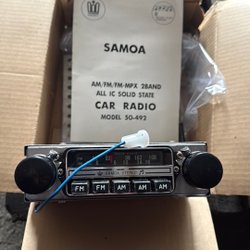 SAMOA
AM/FM/FM-MPX 2BAND
ALL IC SOLID STATE
CAR RADIO
MODEL SO-492
FM FM AM AM AM